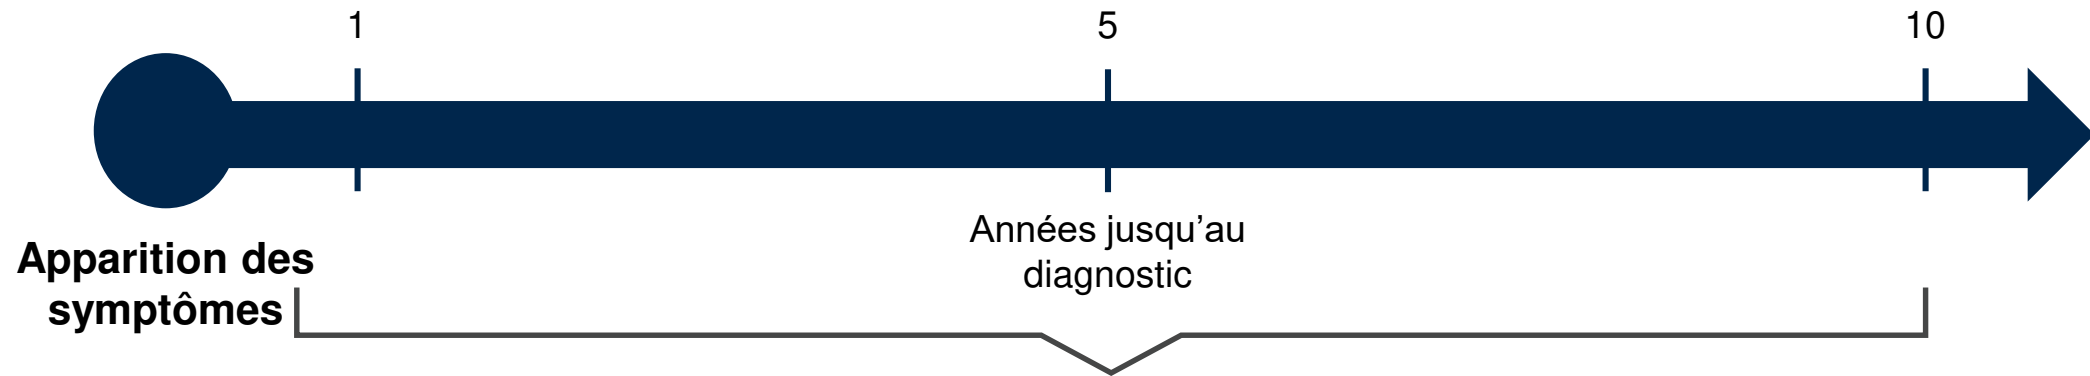 1
5
10
Années jusqu’au
diagnostic
Apparition des
symptômes